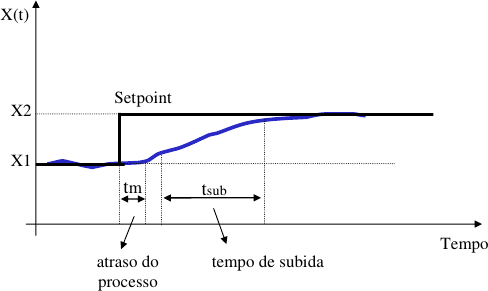 X(t)
Setpoint
X2
X1
tm
tsub
Tempo
atraso do
processo
tempo de subida